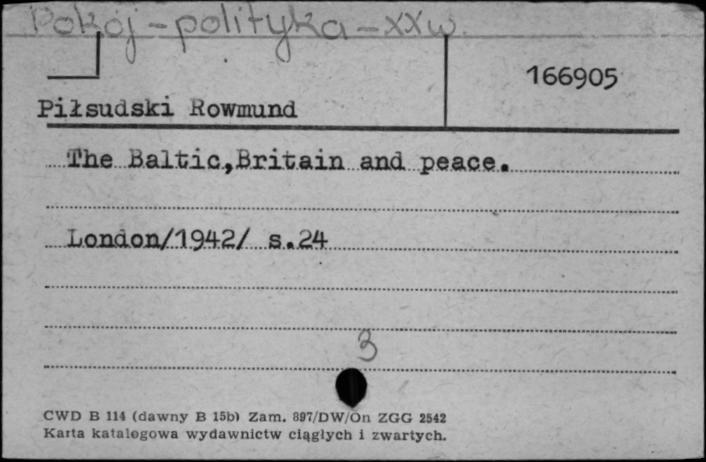 Pokój - polityka - XX w.
166905
Piłsudski Rowmund
The Baltic,Britain and peace.
London/1942/ s.24
3
CWD B 114 (dawny B 15b) Zam. 897/DW/On ZGG 2542
Karta katalogowa wydawnictw ciągłych i zwartych.